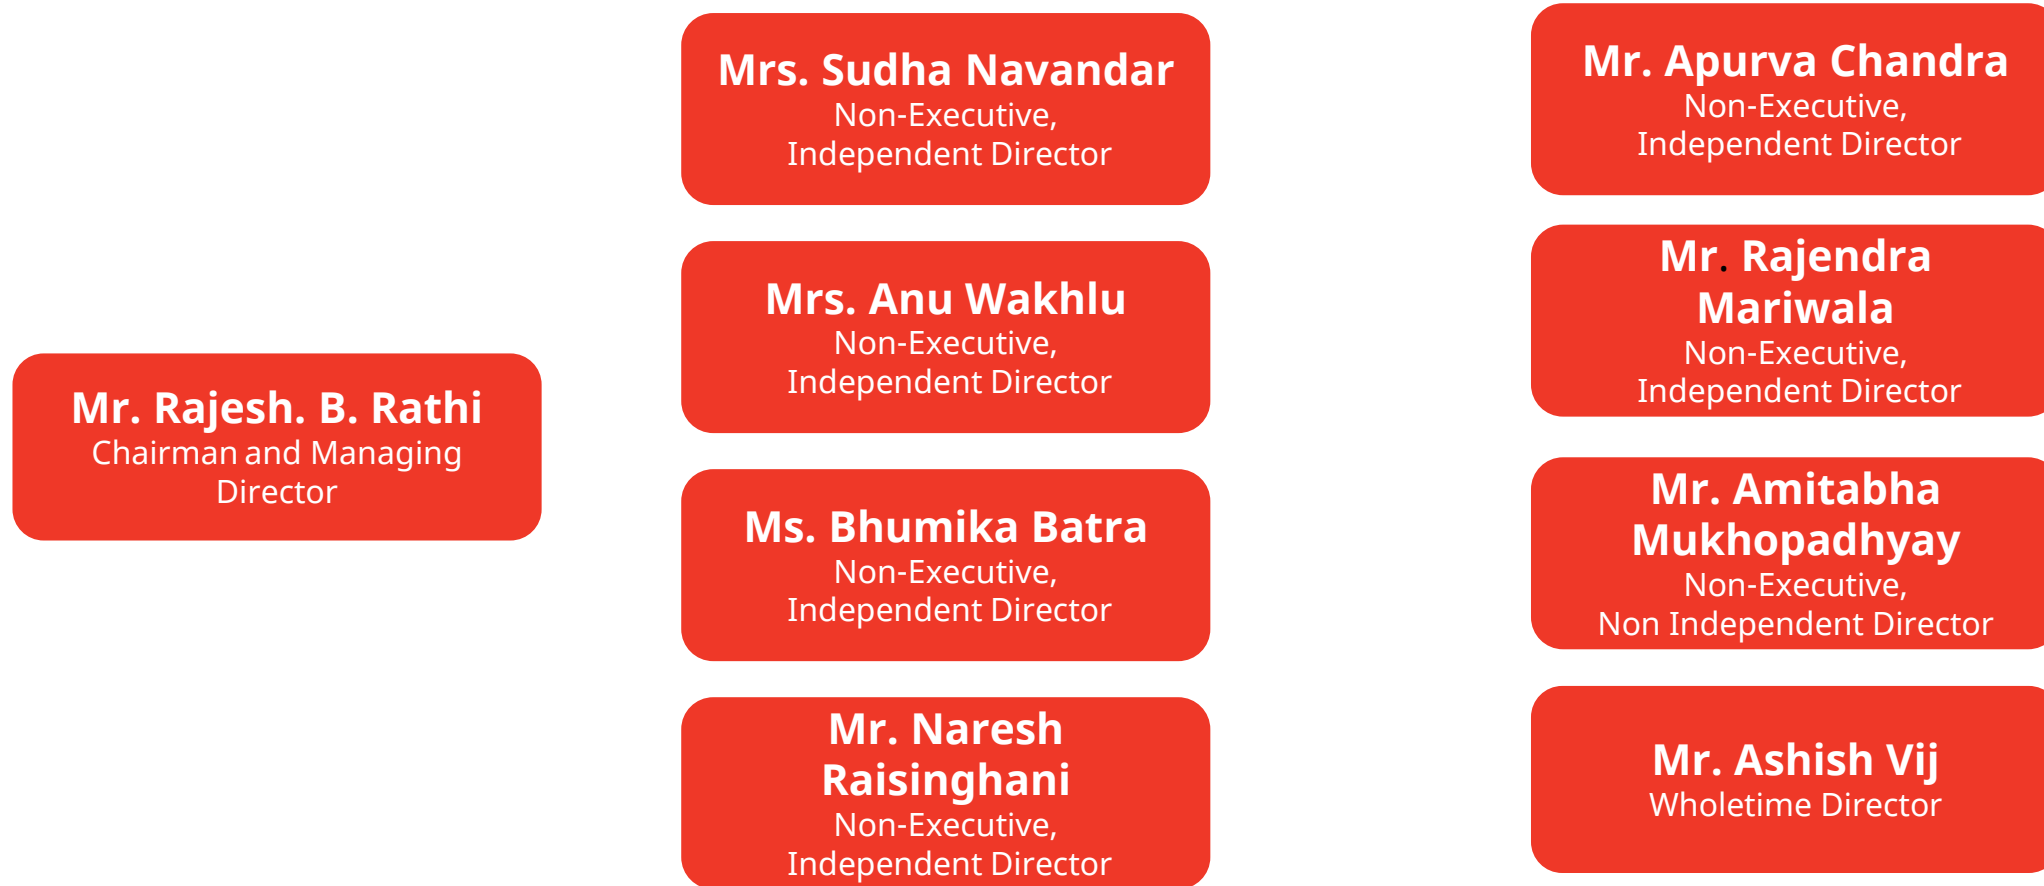 Mr. Rajesh. B. Rathi
Chairman and Managing
Director
Mrs. Sudha Navandar
Non-Executive,
Independent Director
Mrs. Anu Wakhlu
Non-Executive,
Independent Director
Ms. Bhumika Batra
Non-Executive,
Independent Director
Mr. Naresh
Raisinghani
Non-Executive,
Independent Director
Mr. Apurva Chandra
Non-Executive,
Independent Director
Mr. Rajendra
Mariwala
Non-Executive,
Independent Director
Mr. Amitabha
Mukhopadhyay
Non-Executive,
Non Independent Director
Mr. Ashish Vij
Wholetime Director